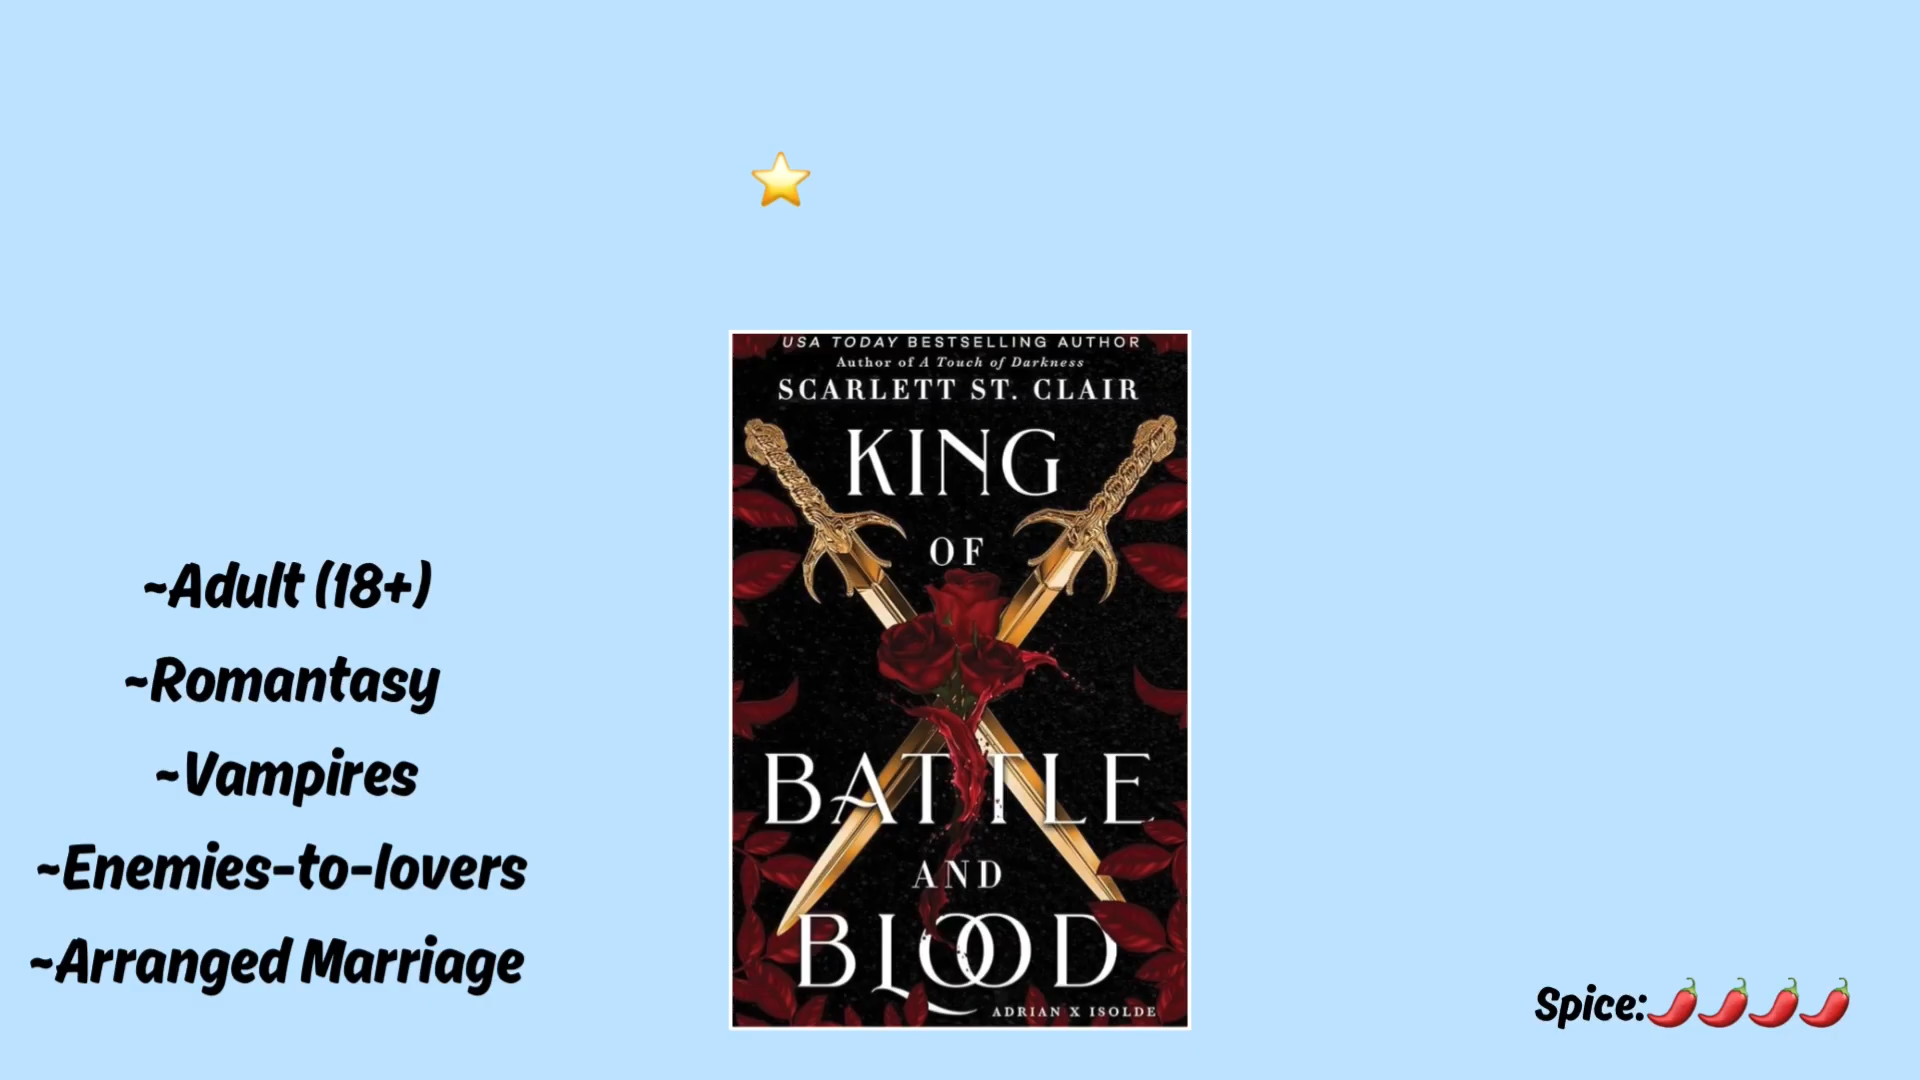 USA TODAY BESTSELLING AUTHOR
Author of A Touch of Darkness
SCARLETT ST. CLAIR
KING
OF
BATTLE
AND
BLOOD
ADRIAN X ISOLDE
~Adult (18+)
~Romantasy
~Vampires
~Enemies-to-lovers
~Arranged Marriage
Spice:🌶️🌶️🌶️🌶️